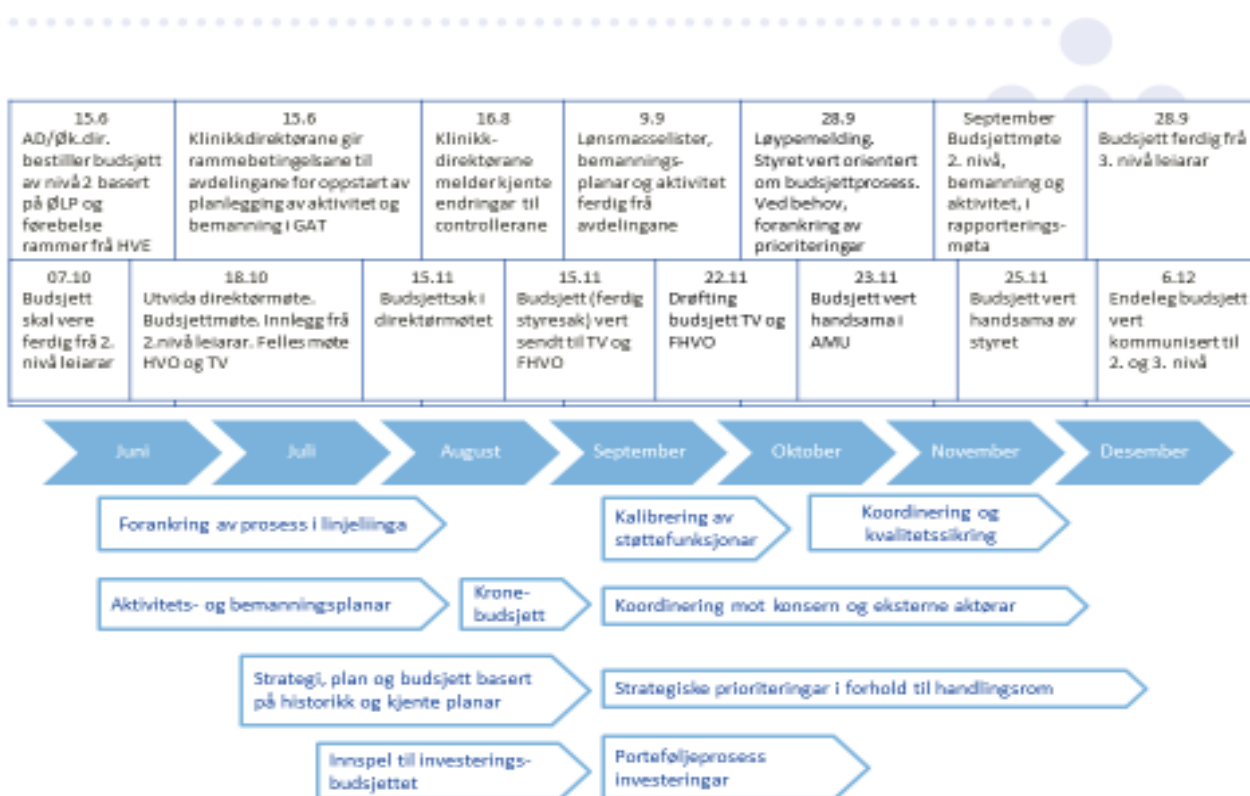 15.6
AD/Øk.dir.
bestiller budsjett
av nivå 2 basert
på ØLP og
førebelse
rammer frå HVE
15.6
Klinikkdirektørane gir
rammebetingelsane til
avdelingane for oppstart av
planlegging av aktivitet og
bemanning i GAT
16.8
Klinikk-
direktørane
melder kjente
endringar til
controllerane
9.9
Lønsmasselister,
bemannings-
planar og aktivitet
ferdig frå
avdelingane
28.9
Løypemelding.
Styret vert orientert
om budsjettprosess.
Ved behov,
forankring av
prioriteringar
September
Budsjettmøte
2. nivå,
bemanning og
aktivitet, i
rapporterings-
møta
28.9
Budsjett ferdig frå
3. nivå leiarar
07.10
Budsjett
skal vere
ferdig frå 2.
nivå leiarar
18.10
Utvida direktørmøte.
Budsjettmøte. Innlegg frå
2.nivå leiarar. Felles møte
HVO og TV
15.11
Budsjettsak i
direktørmøtet
15.11
Budsjett (ferdig
styresak) vert
sendt til TV og
FHVO
22.11
Drøfting
budsjett TV og
FHVO
23.11
Budsjett vert
handsama i
AMU
25.11
Budsjett vert
handsama av
styret
6.12
Endeleg budsjett
vert
kommunisert til
2. og 3. nivå
Juni
Juli
August
September
Oktober
November
Desember
Forankring av prosess i linjeliinga
Kalibrering av
støttefunksjonar
Koordinering og
kvalitetssikring
Aktivitets- og bemanningsplanar
Krone-
budsjett
Koordinering mot konsern og eksterne aktørar
Strategi, plan og budsjett basert
på historikk og kjente planar
Strategiske prioriteringar i forhold til handlingsrom
Innspel til investerings-
budsjettet
Porteføljeprosess
investeringar